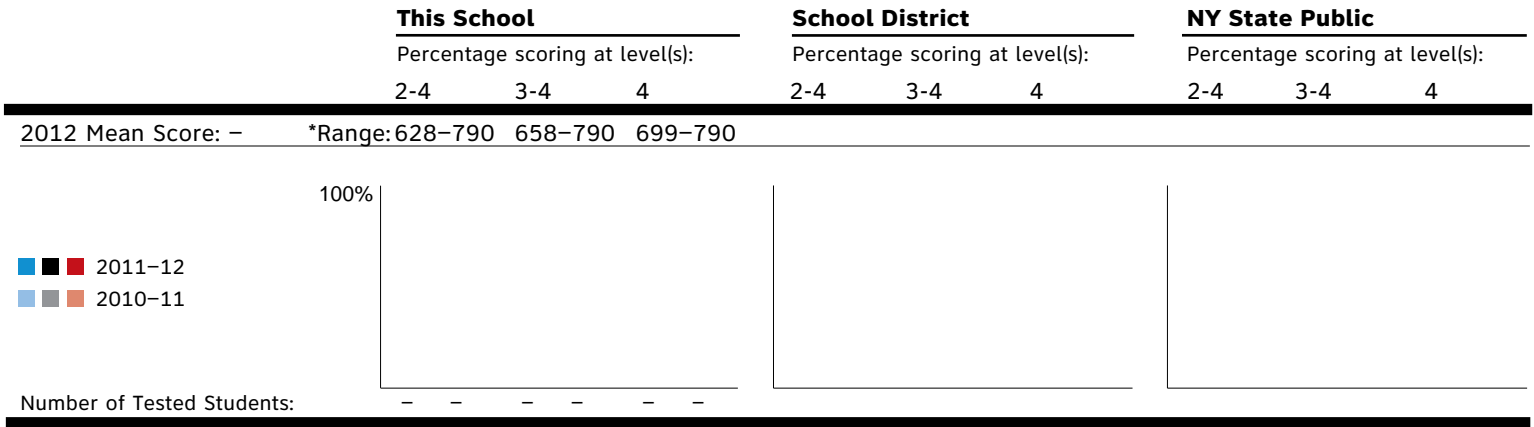 This School School District NY State Public
Percentage scoring at level(s): Percentage scoring at level(s): Percentage scoring at level(s):
2-4 3-4 4 2-4 3-4 4 2-4 3-4 4
2012 Mean Score: – *Range: 628–790 658–790 699–790
100%
2011–12
2010–11
Number of Tested Students: – – – – – –